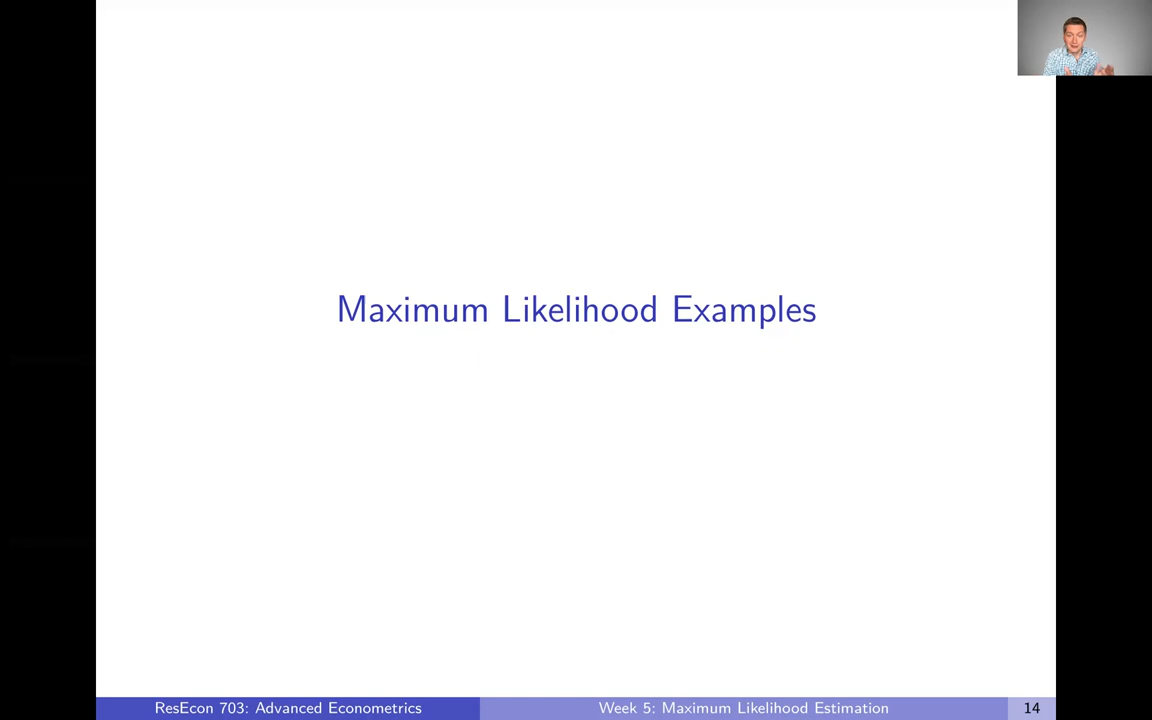 Maximum Likelihood Examples
ResEcon 703: Advanced Econometrics
Week 5: Maximum Likelihood Estimation
14